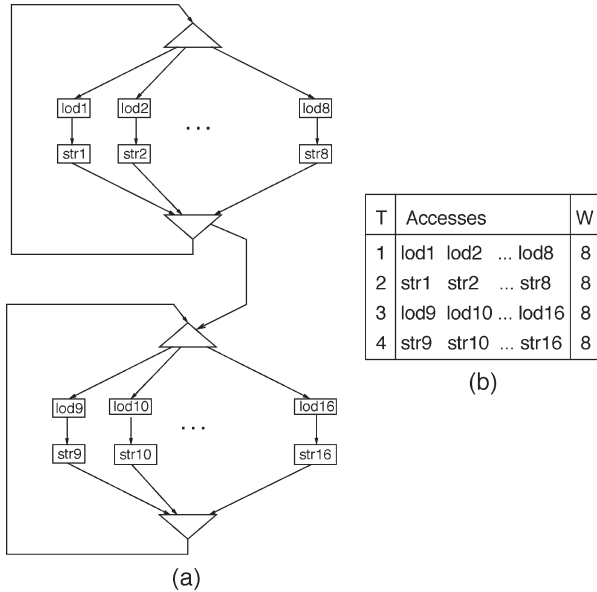 lod1 lod2 ... lod8
str1 str2 str8
T Accesses W
1 lod1 lod2 ... lod8 8
2 str1 str2 ... str8 8
3 lod9 lod10 ... lod16 8
4 str9 str10 ... str16 8
(b)
lod9 lod10 ... lod16
str9 str10 str16
(a)